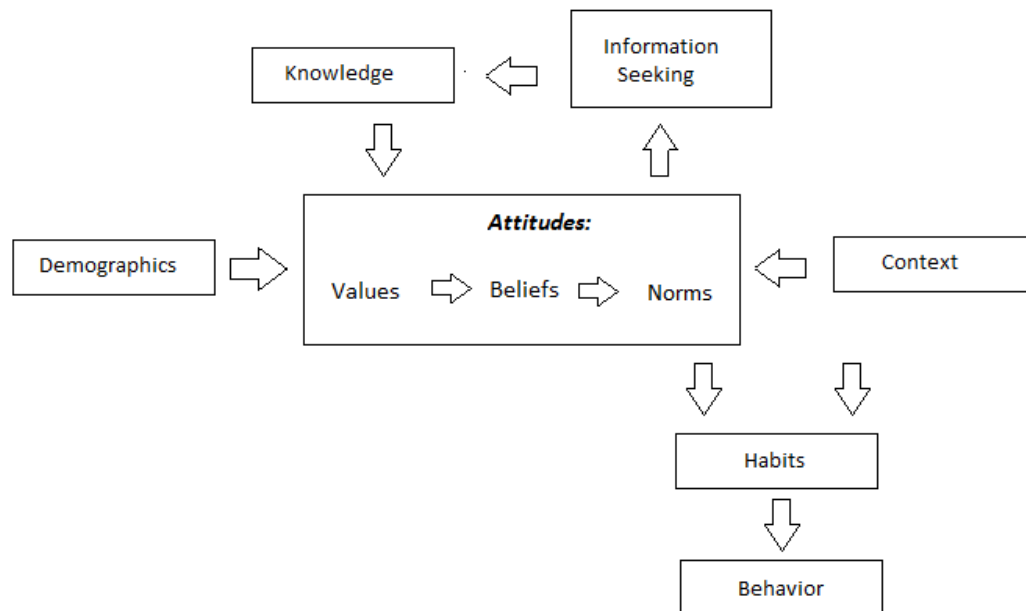 Information
Seeking
Knowledge
Attitudes:
Demographics
Context
Values
Beliefs
Norms
Habits
Behavior